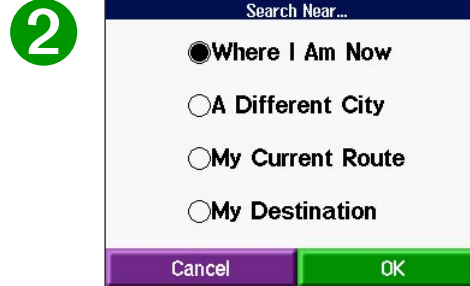 2
Search Near...
Where I Am Now
A Different City
My Current Route
My Destination
Cancel OK